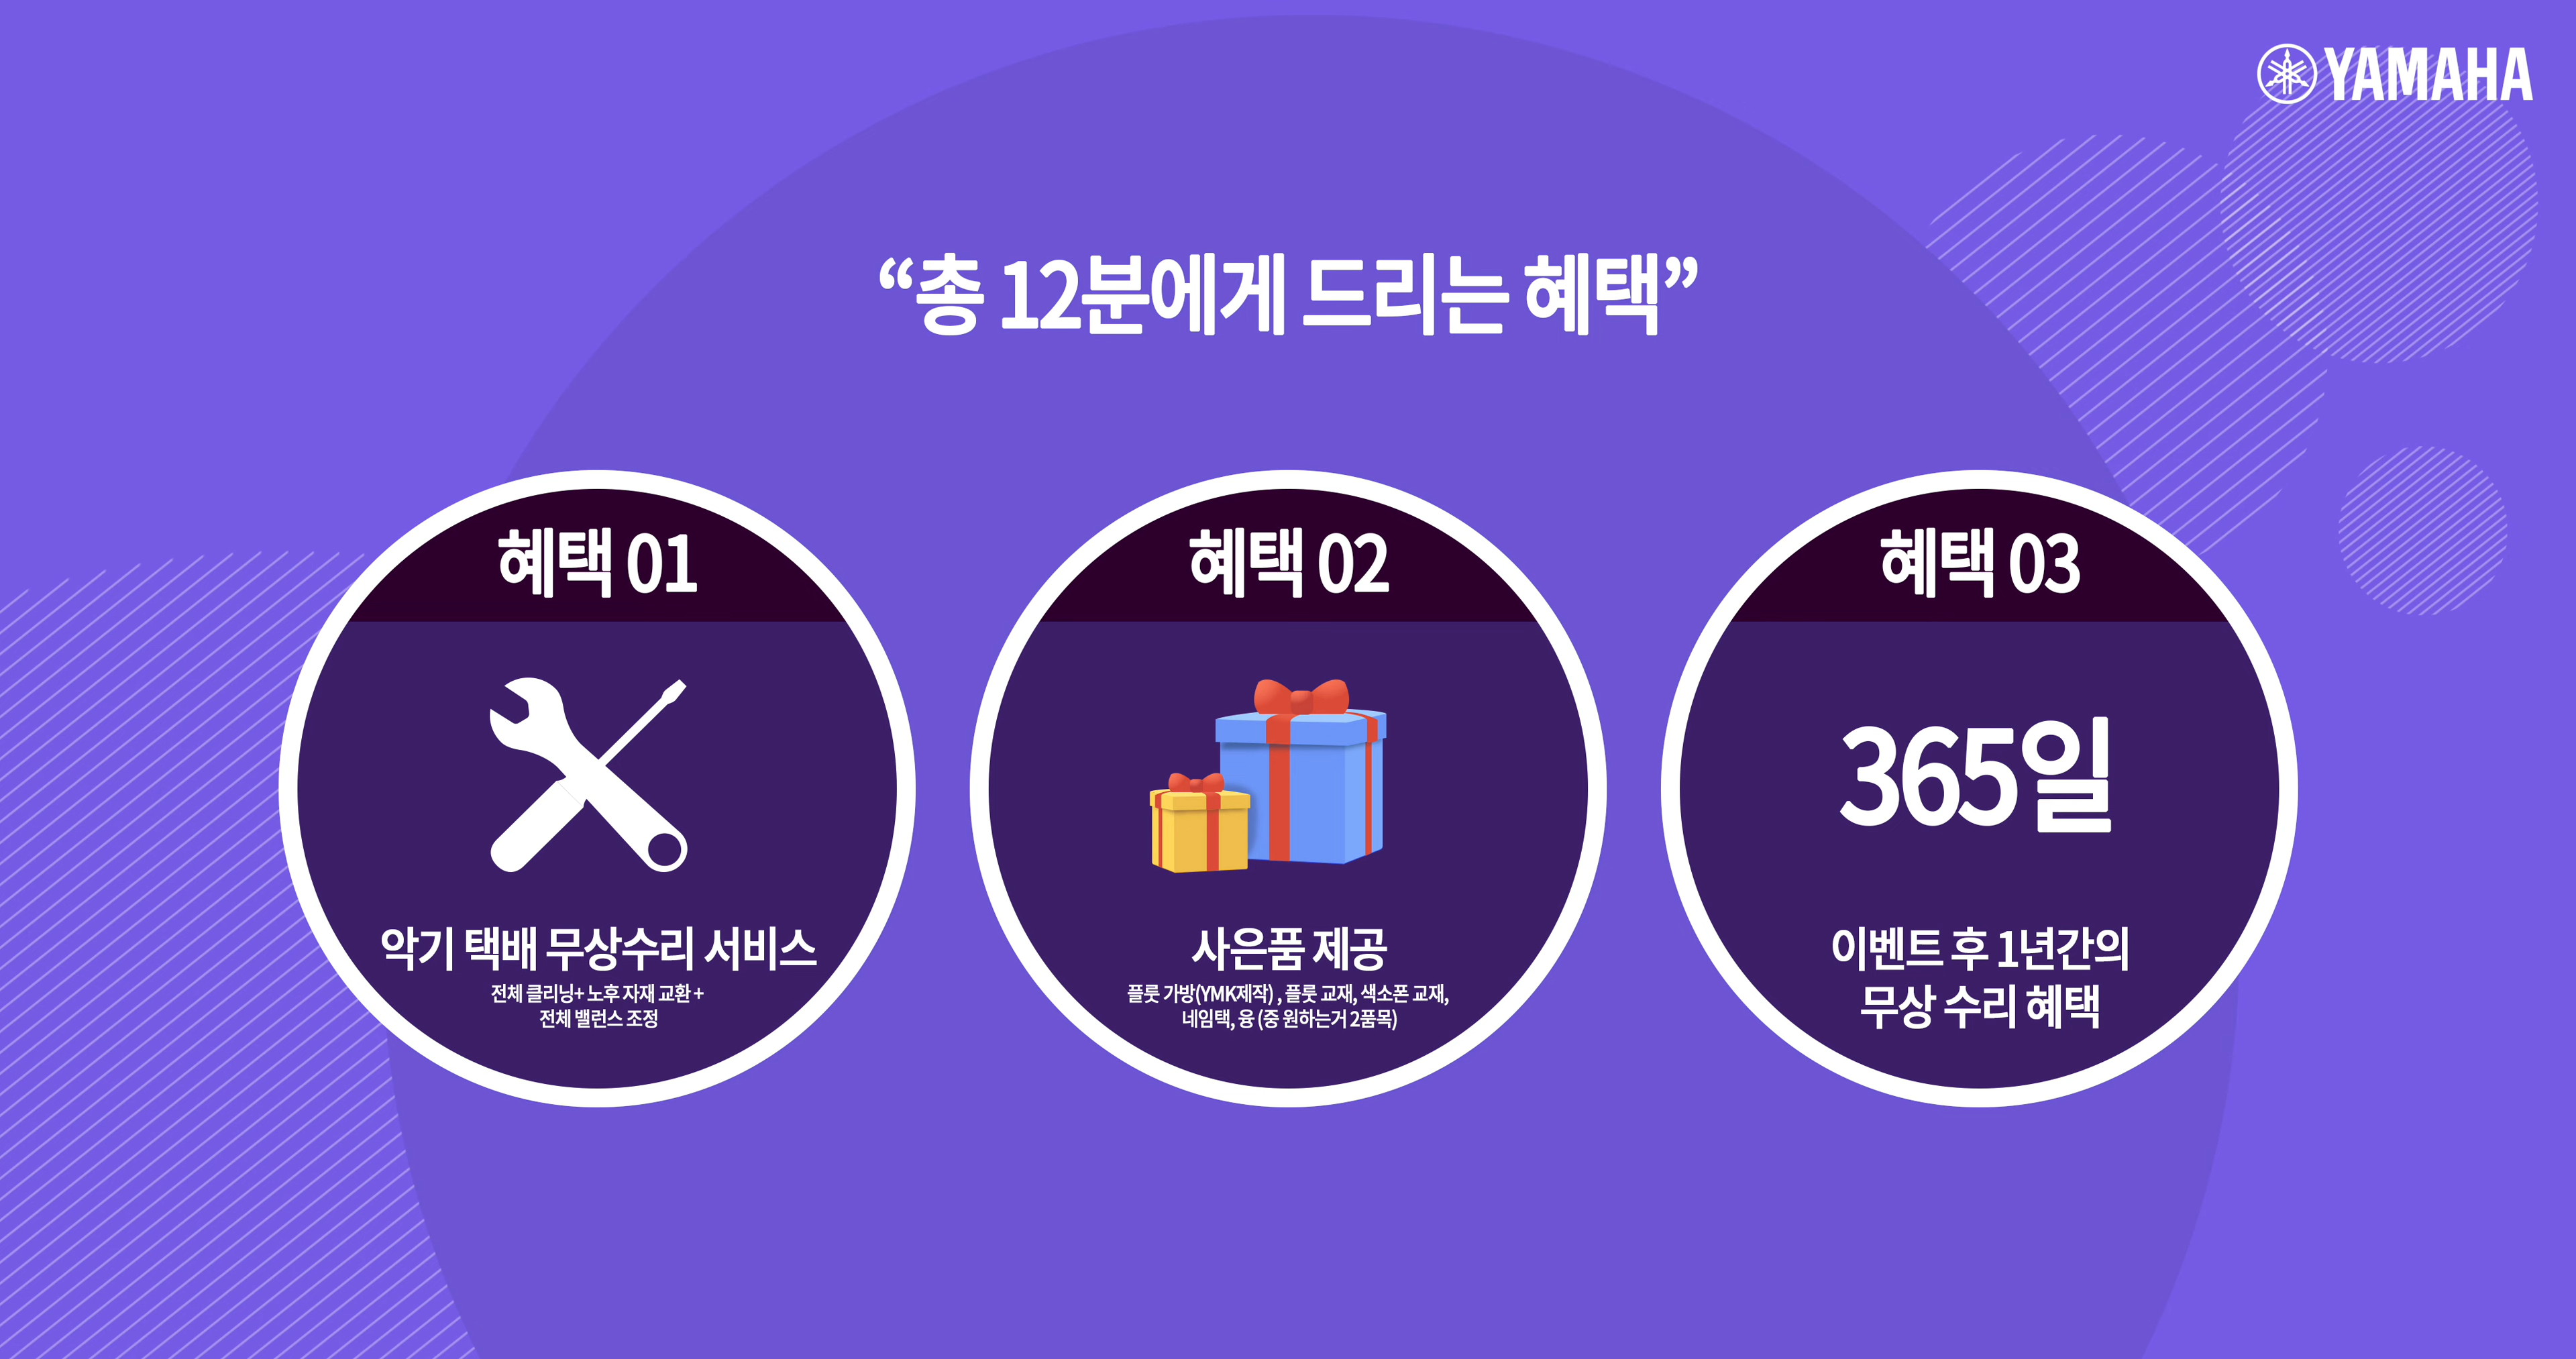 YAMAHA
“총 12분에게 드리는 혜택”
혜택 01
악기 택배 무상수리 서비스
전체 클리닝+ 노후 자재 교환 +
전체 밸런스 조정
혜택 02
사은품 제공
플룻 가방(YMK제작) , 플룻 교재, 색소폰 교재,
네임택, 융 (중 원하는거 2품목)
혜택 03
365일
이벤트 후 1년간의
무상 수리 혜택